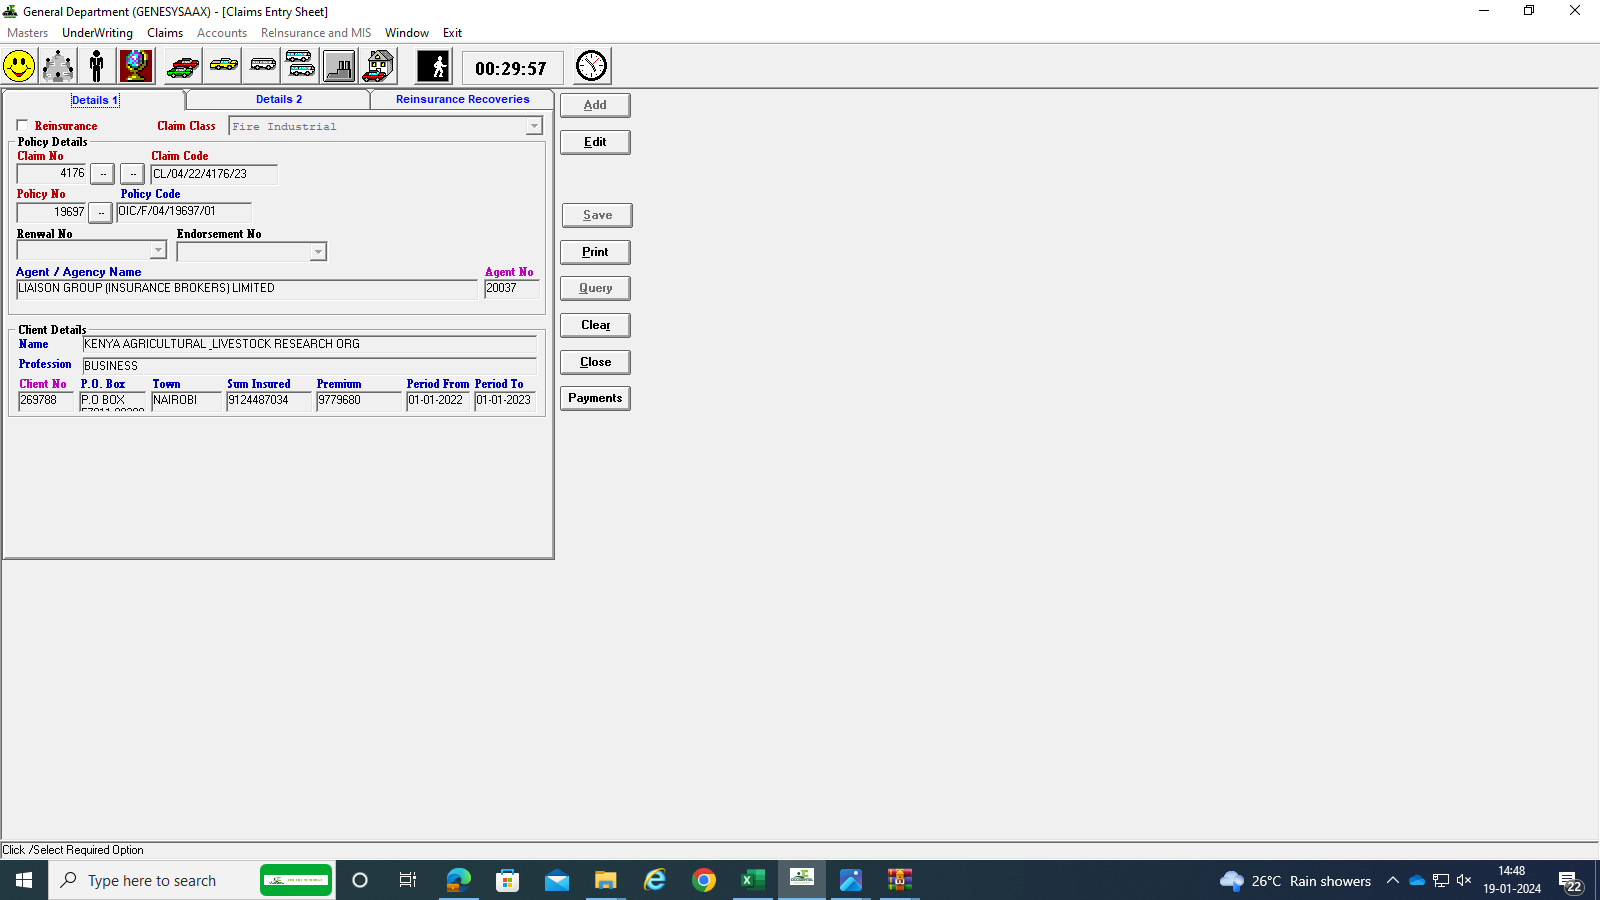 General Department (GENESYSAAX) - [Claims Entry Sheet]
Masters UnderWriting Claims Accounts ReInsurance and MIS Window Exit
00:29:57
Details 1 Details 2 Reinsurance Recoveries
Add
Reinsurance Claim Class Fire Industrial
Edit
Policy Details
Claim No Claim Code
4176 -- -- CL/04/22/4176/23
Policy No Policy Code
19697 -- OIC/F/04/19697/01
Save
Renwal No Endorsement No
Print
Agent / Agency Name Agent No
LIAISON GROUP (INSURANCE BROKERS) LIMITED 20037
Query
Clear
Client Details
Name KENYA AGRICULTURAL _LIVESTOCK RESEARCH ORG
Profession BUSINESS
Close
Client No P.O. Box Town Sum Insured Premium Period From Period To
269788 P.O BOX NAIROBI 9124487034 9779680 01-01-2022 01-01-2023
Payments
Click /Select Required Option
Type here to search
26°C Rain showers
14:48
19-01-2024
22